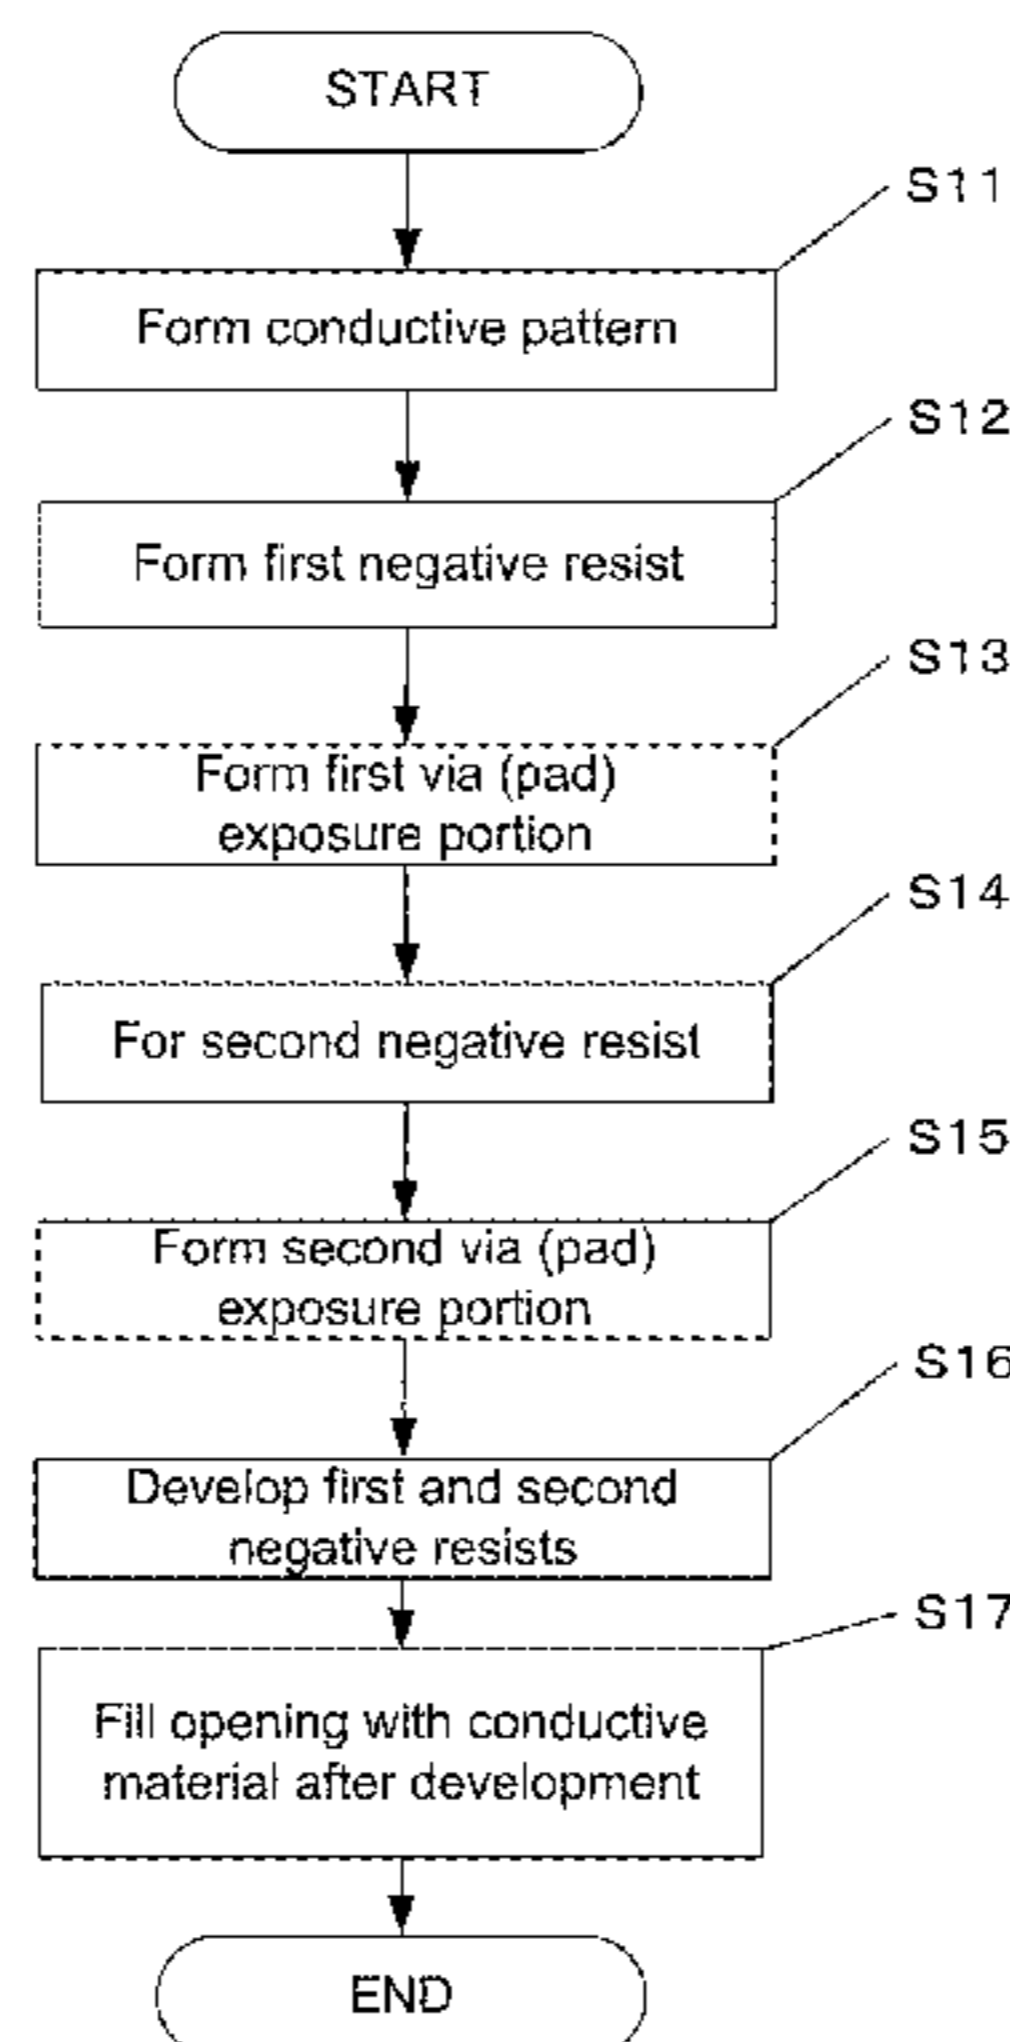 START
S11
Form conductive pattern
S12
Form first negative resist
S13
Form first via (pad)
exposure portion
S14
For second negative resist
S15
Form second via (pad)
exposure portion
S16
Develop first and second
negative resists
S17
Fill opening with conductive
material after development
END